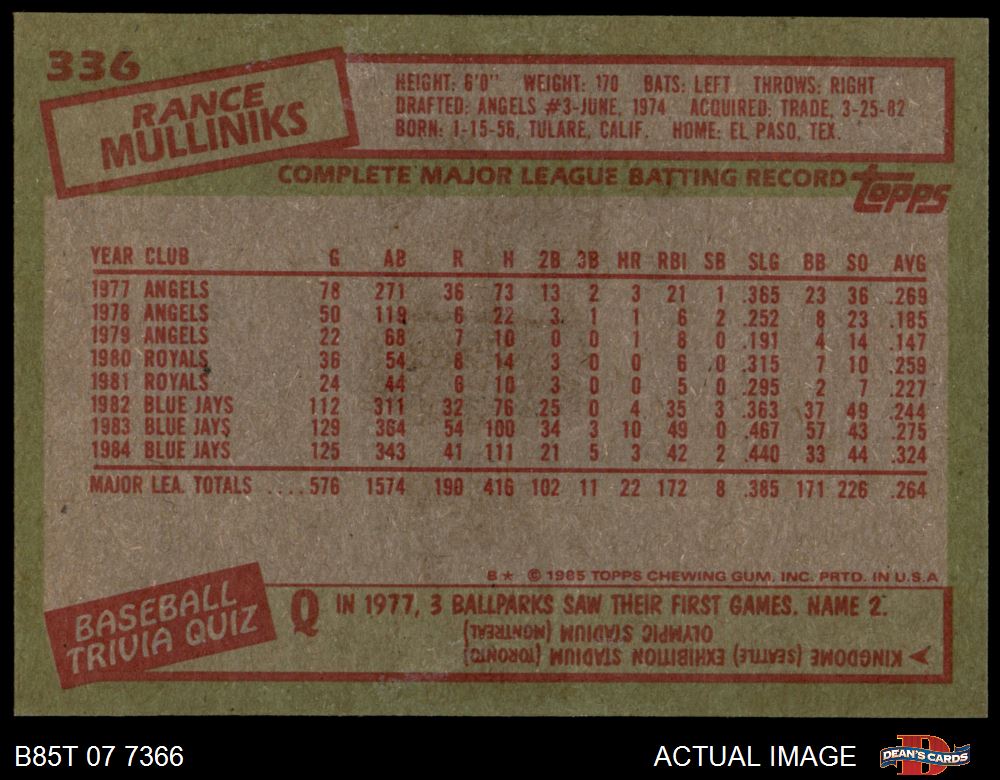 336
RANCE
MULLINIKS
HEIGHT: 6'0" WEIGHT: 170 BATS: LEFT THROWS: RIGHT
DRAFTED: ANGELS #3-JUNE, 1974 ACQUIRED: TRADE, 3-25-82
BORN: 1-15-56, TULARE, CALIF. HOME: EL PASO, TEX.
COMPLETE MAJOR LEAGUE BATTING RECORD topps
YEAR CLUB G AB R H 2B 3B HR RBI SB SLG BB SO AVG
1977 ANGELS 78 271 36 73 13 2 3 21 1 .365 23 36 .269
1978 ANGELS 50 119 6 22 3 1 1 6 2 .252 8 23 .185
1979 ANGELS 22 68 7 10 0 0 1 8 0 .191 4 14 .147
1980 ROYALS 36 54 8 14 3 0 0 6 0 .315 7 10 .259
1981 ROYALS 24 44 6 10 3 0 0 5 0 .295 2 7 .227
1982 BLUE JAYS 112 311 32 76 25 0 4 35 3 .363 37 49 .244
1983 BLUE JAYS 129 364 54 100 34 3 10 49 0 .467 57 43 .275
1984 BLUE JAYS 125 343 41 111 21 5 3 42 2 .440 33 44 .324
MAJOR LEA. TOTALS ....576 1574 190 416 102 11 22 172 8 .385 171 226 .264
B* © 1985 TOPPS CHEWING GUM, INC. PRTD. IN U.S.A.
BASEBALL
TRIVIA QUIZ
Q IN 1977, 3 BALLPARKS SAW THEIR FIRST GAMES. NAME 2.
KINGDOME (SEATTLE) EXHIBITION STADIUM (TORONTO)
OLYMPIC STADIUM (MONTREAL)
B85T 07 7366
ACTUAL IMAGE
D
DEAN'S CARDS